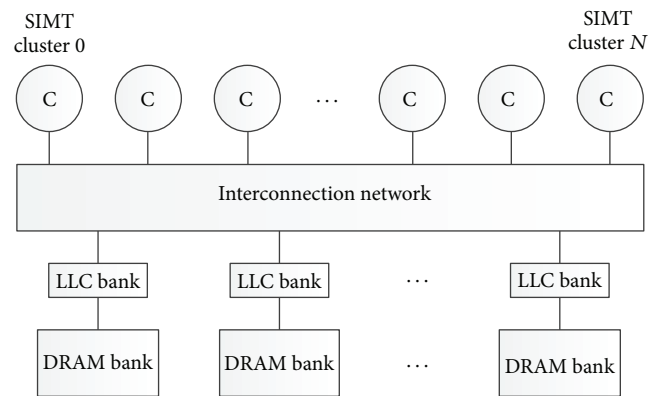 SIMT
cluster 0
SIMT
cluster N
C C C ... C C C
Interconnection network
LLC bank LLC bank ... LLC bank
DRAM bank DRAM bank ... DRAM bank